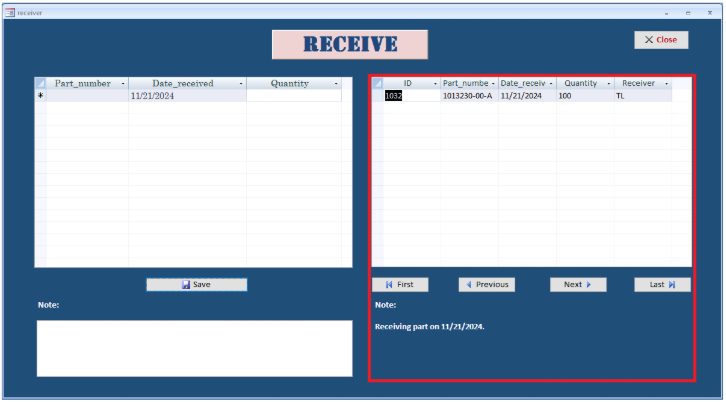 receiver
RECEIVE
Close
Part_number Date_received Quantity
* 11/21/2024
ID Part_numbe Date_receiv Quantity Receiver
1032 1013230-00-A 11/21/2024 100 TL
Save
First Previous Next Last
Note:
Note:
Receiving part on 11/21/2024.